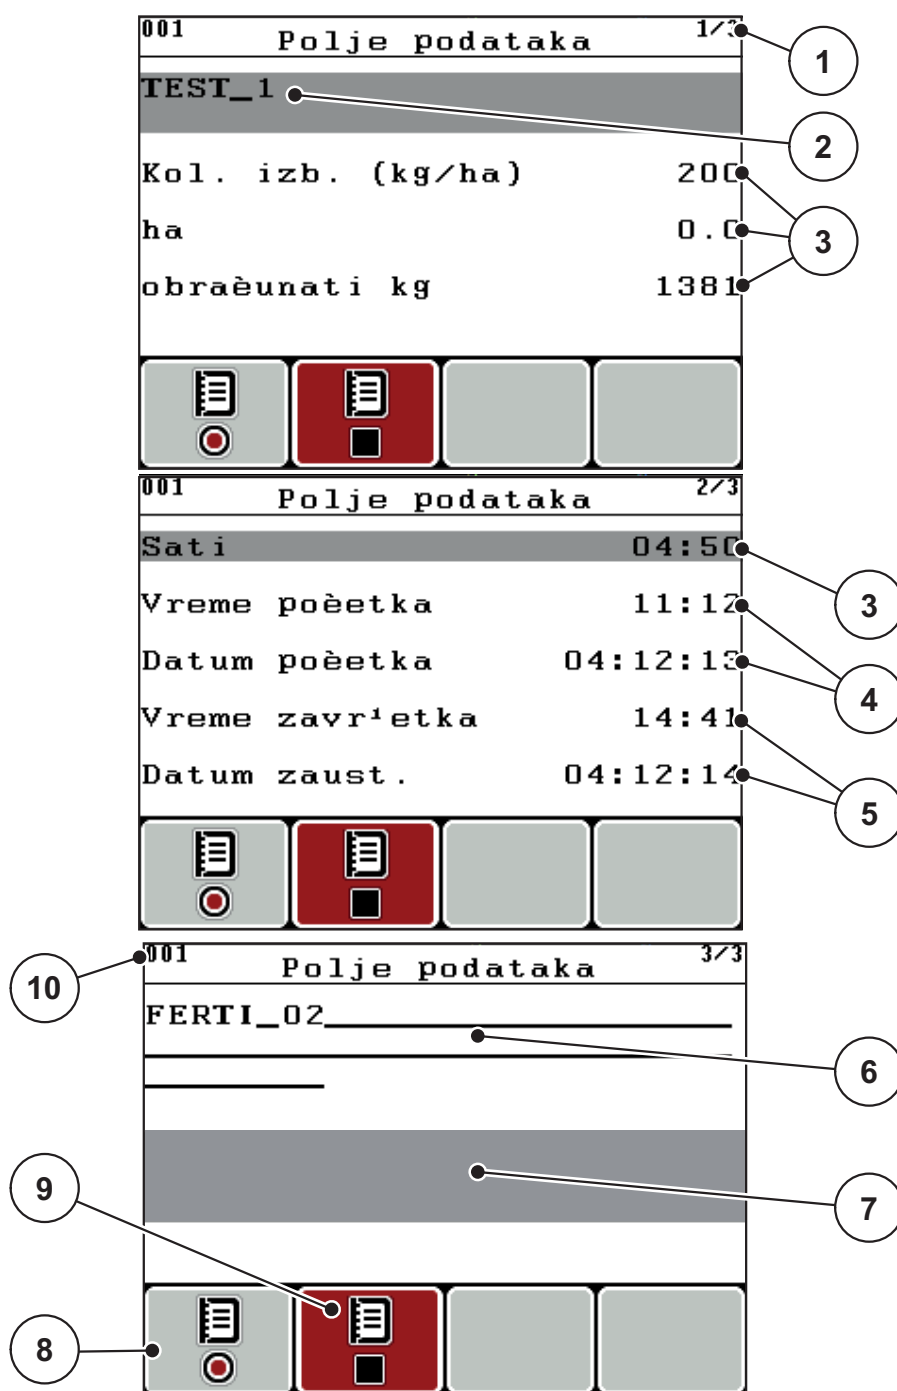 001 Polje podataka 1/3
1
TEST_1
2
Kol. izb. (kg/ha) 200
ha 0.0
3
obraèunati kg 1381
001 Polje podataka 2/3
Sati 04:50
3
Vreme poèetka 11:12
Datum poèetka 04:12:13
4
Vreme zavr¹etka 14:41
Datum zaust. 04:12:14
5
001 Polje podataka 3/3
10
FERTI_02
6
9
7
8